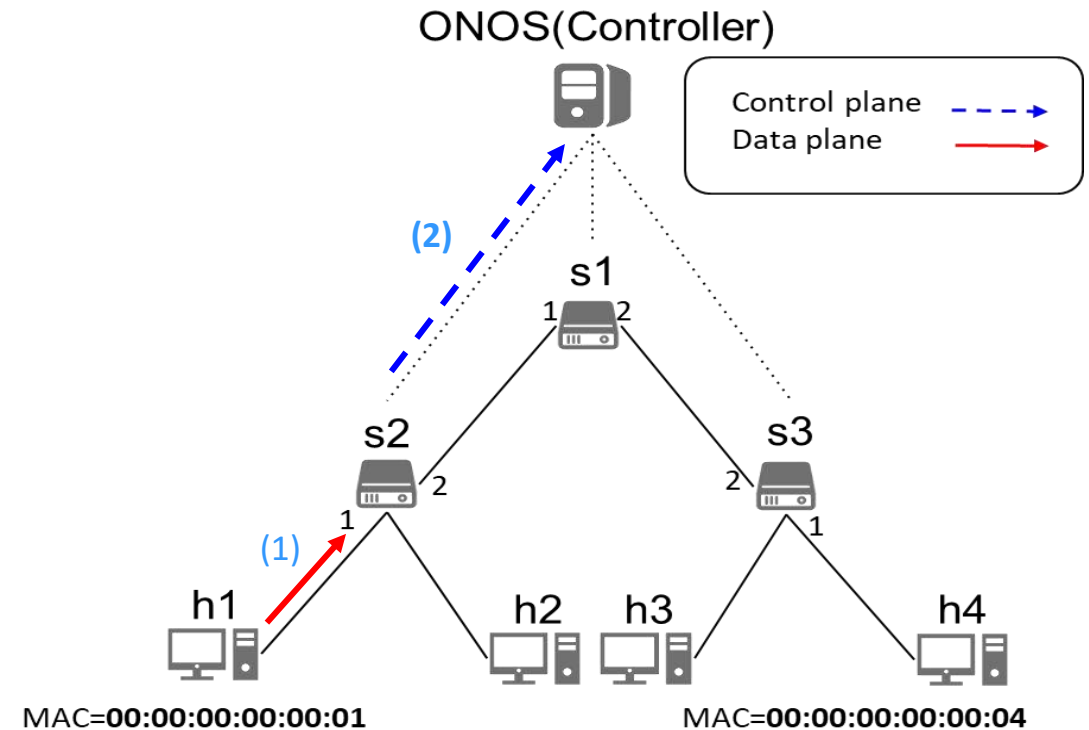 ONOS(Controller)
Control plane
Data plane
(2)
s1
1
2
s2
s3
2
2
1
1
(1)
h1
h2
h3
h4
MAC=00:00:00:00:00:01
MAC=00:00:00:00:00:04